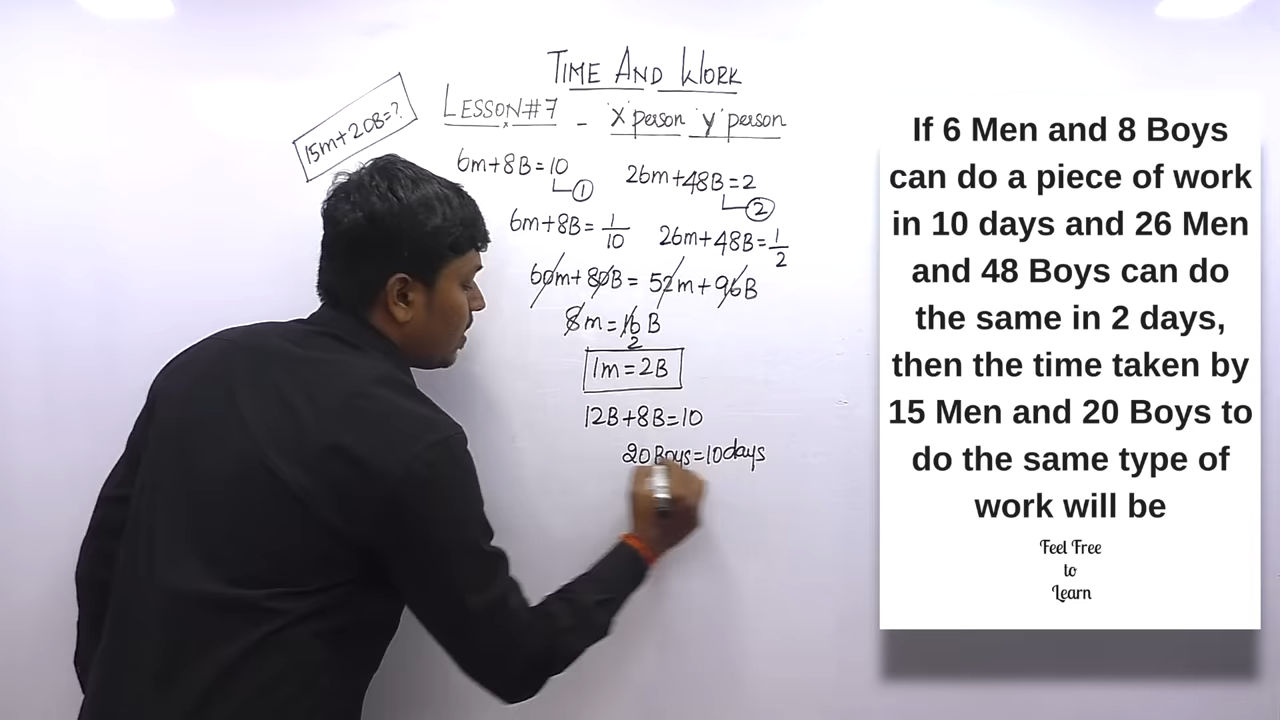 TIME AND WORK
LESSON#7 - 'X' person 'Y' person
15m+20B=?
6m+8B=10
①
26m+48B=2
②
6m+8B=1/10
26m+48B=1/2
60m+80B=52m+96B
8m=16B
2
1m=2B
12B+8B=10
20 Boys=10days
If 6 Men and 8 Boys
can do a piece of work
in 10 days and 26 Men
and 48 Boys can do
the same in 2 days,
then the time taken by
15 Men and 20 Boys to
do the same type of
work will be
Feel Free
to
Learn